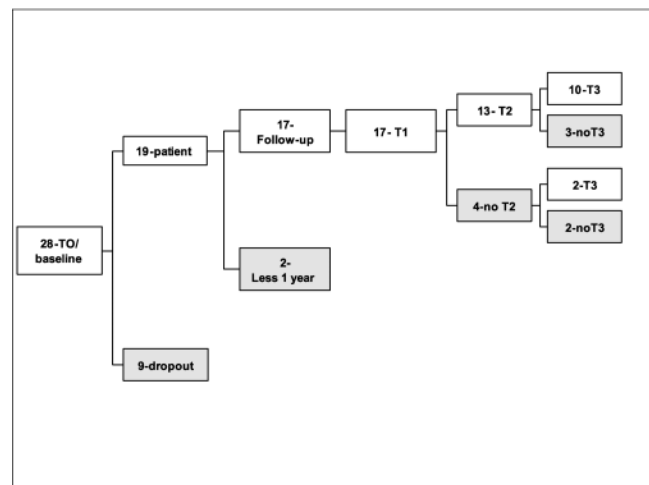 28-TO/
baseline
19-patient
9-dropout
17-
Follow-up
2-
Less 1 year
17- T1
13- T2
4-no T2
10-T3
3-noT3
2-T3
2-noT3